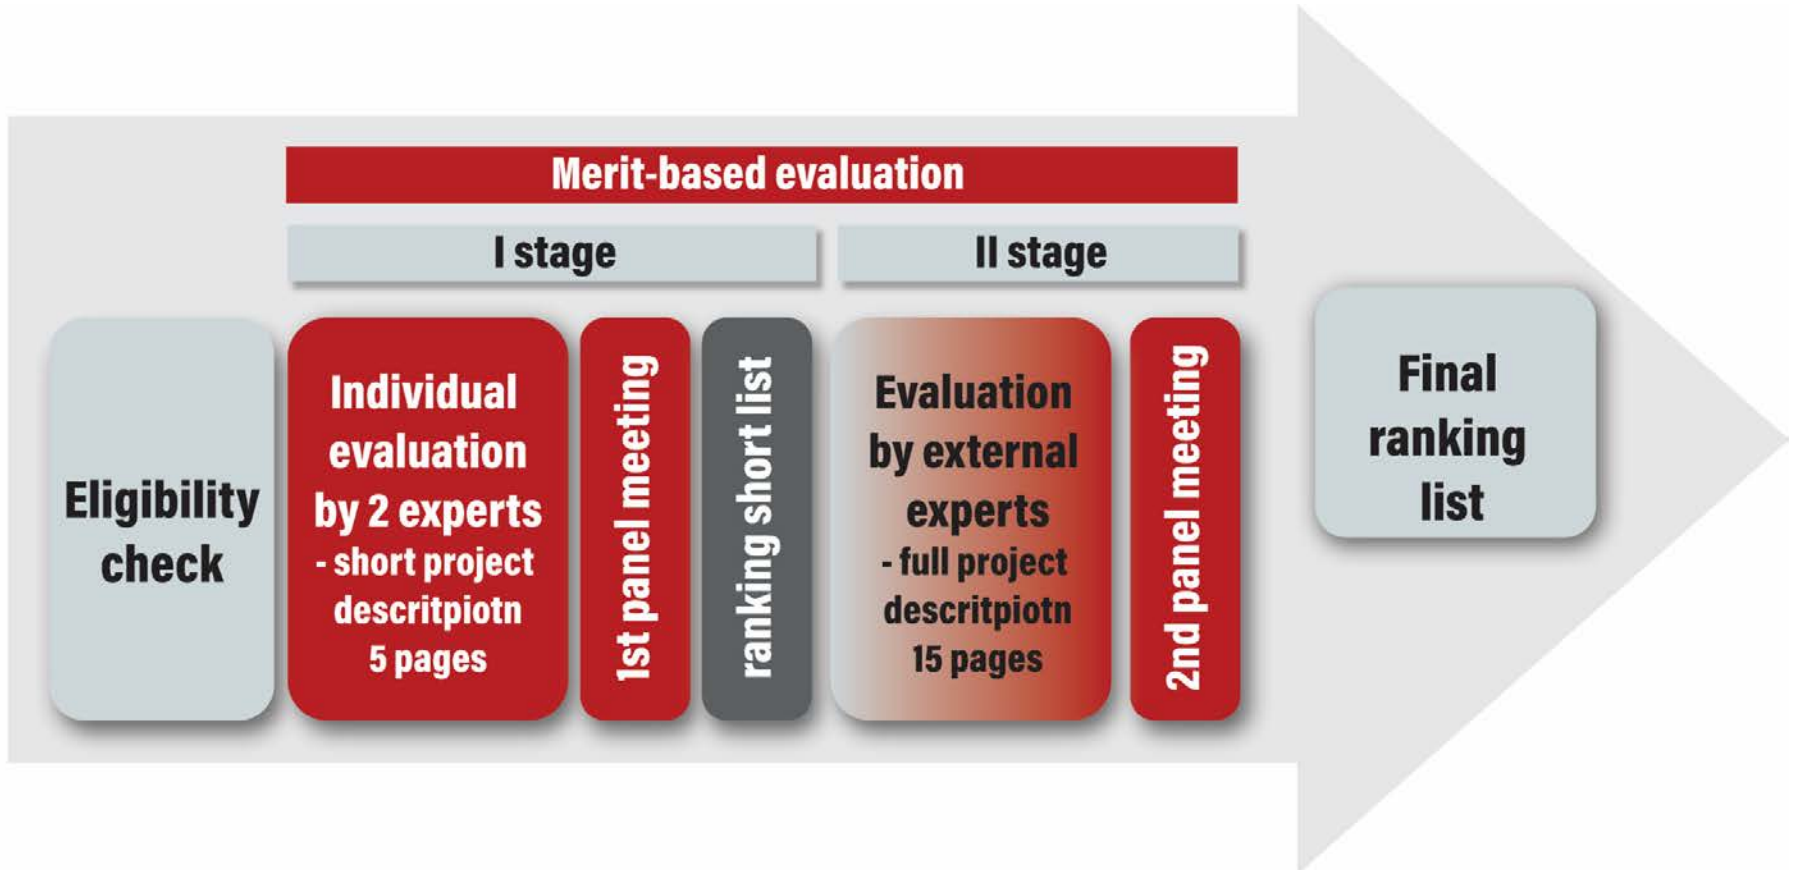 Merit-based evaluation
I stage
II stage
Eligibility
check
Individual
evaluation
by 2 experts
- short project
descritpiotn
5 pages
1st panel meeting
ranking short list
Evaluation
by external
experts
- full project
descritpiotn
15 pages
2nd panel meeting
Final
ranking
list